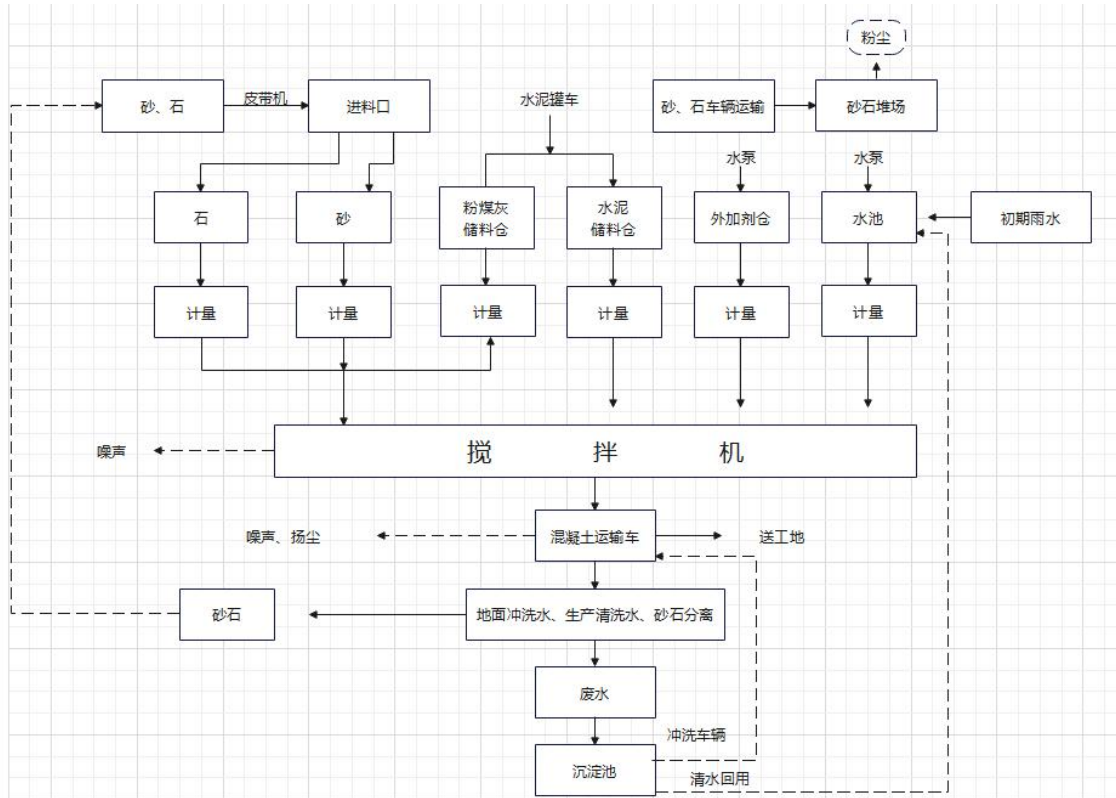 粉尘
砂、石
皮带机
进料口
水泥罐车
砂、石车辆运输
砂石堆场
水泵
水泵
石
砂
粉煤灰
储料仓
水泥
储料仓
外加剂仓
水池
初期雨水
计量
计量
计量
计量
计量
计量
搅拌机
噪声
噪声、扬尘
混凝土运输车
送工地
砂石
地面冲洗水、生产清洗水、砂石分离
废水
冲洗车辆
沉淀池
清水回用